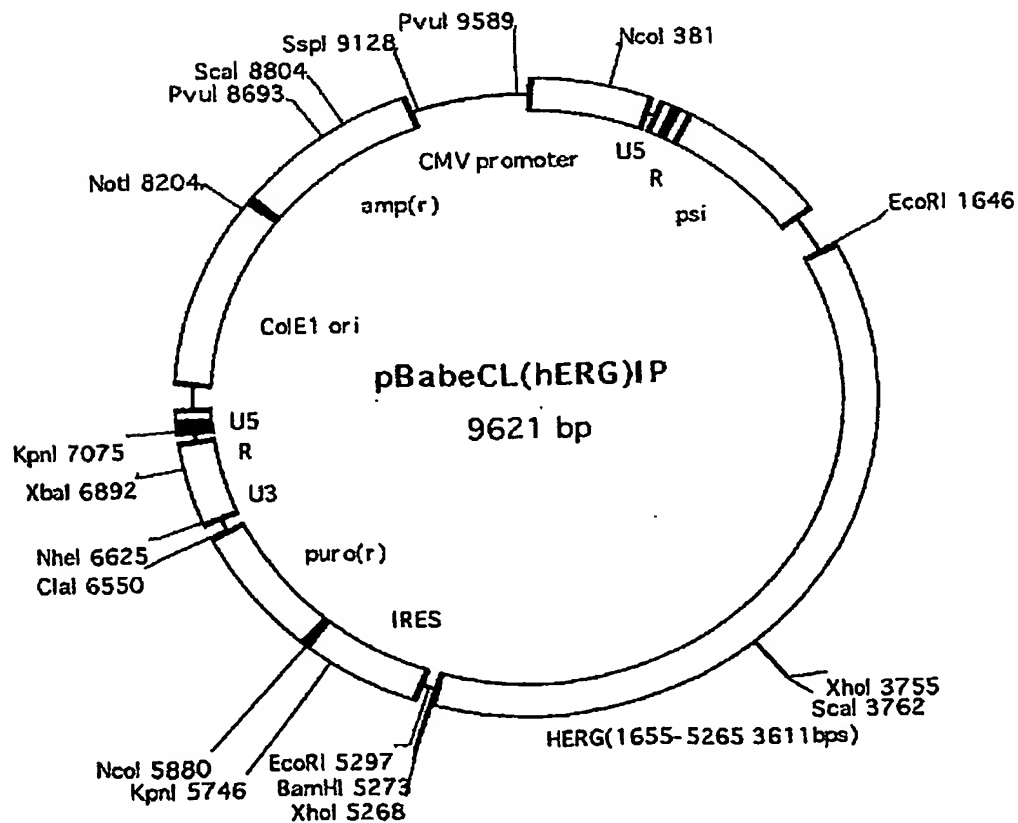 PvuI 9589
NcoI 381
SspI 9128
ScaI 8804
PvuI 8693
CMV promoter
U5
R
NotI 8204
amp(r)
psi
EcoRI 1646
ColE1 ori
pBabeCL(hERG)IP
9621 bp
U5
KpnI 7075
R
XbaI 6892
U3
NheI 6625
puro(r)
ClaI 6550
IRES
XhoI 3755
ScaI 3762
HERG(1655-5265 3611bps)
NcoI 5880
EcoRI 5297
KpnI 5746
BamHI 5273
XhoI 5268